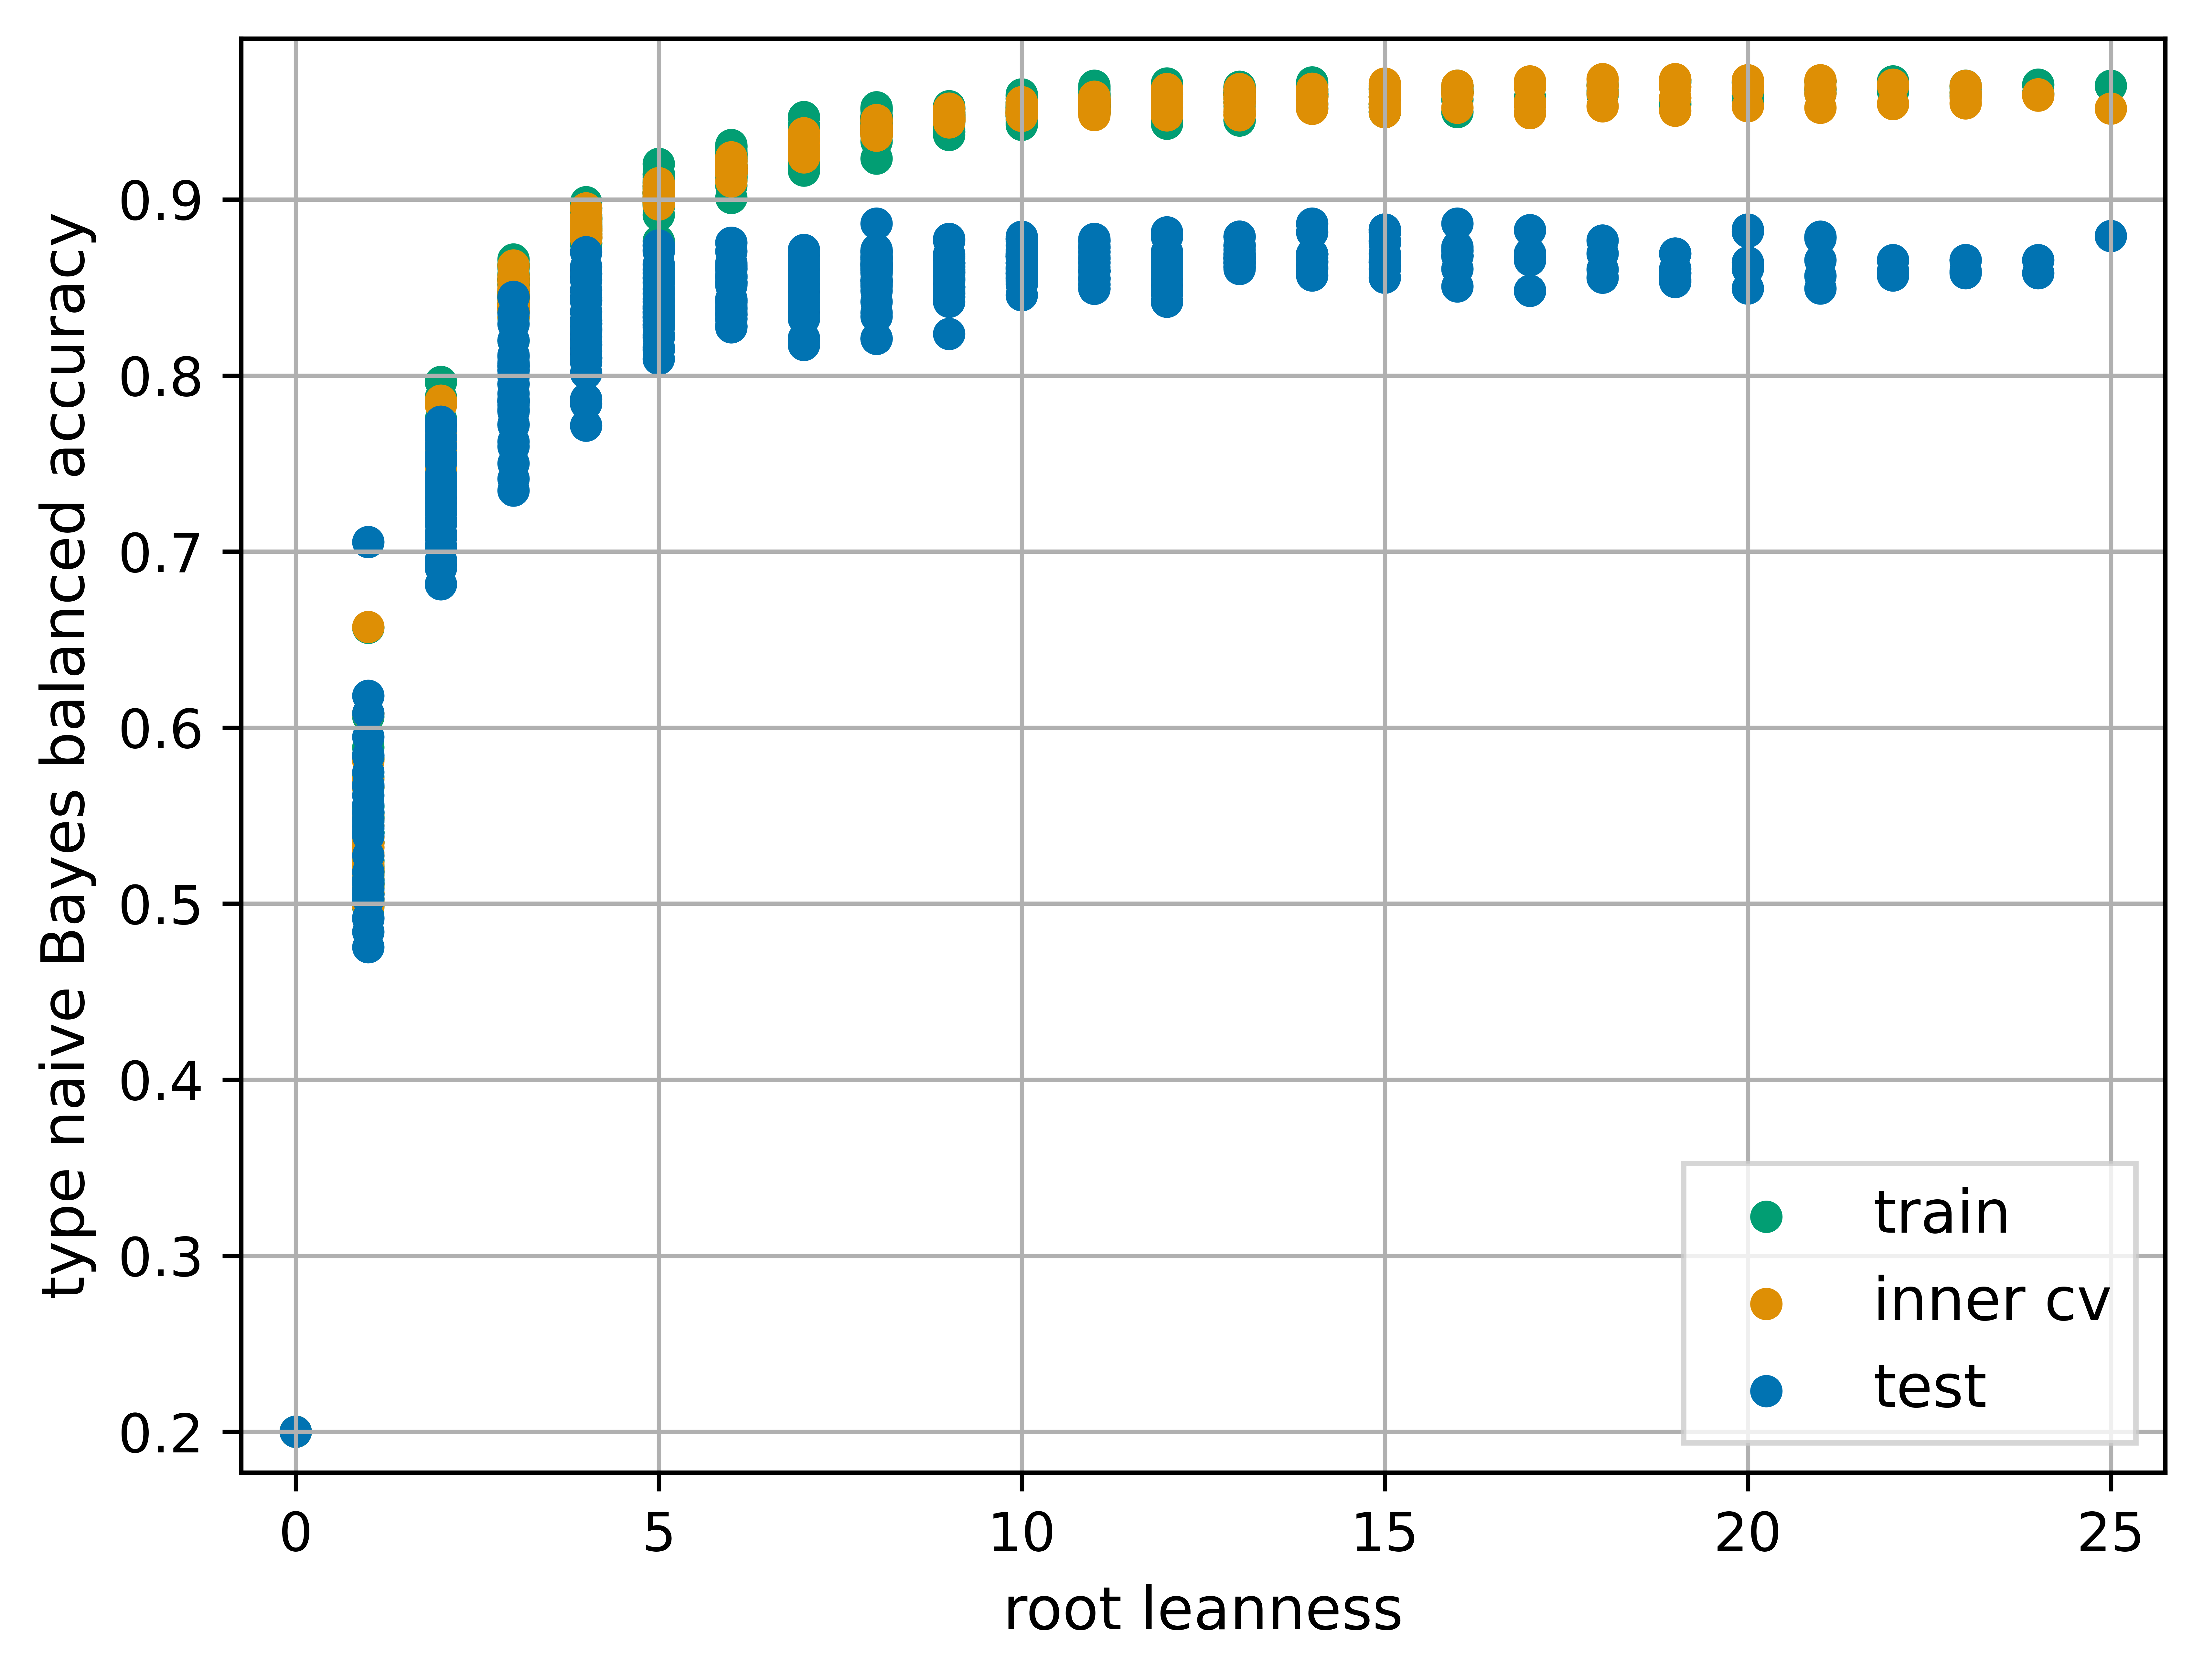 type naive Bayes balanced accuracy
0.9
0.8
0.7
0.6
0.5
0.4
0.3
0.2
train
inner cv
test
0 5 10 15 20 25
root leanness